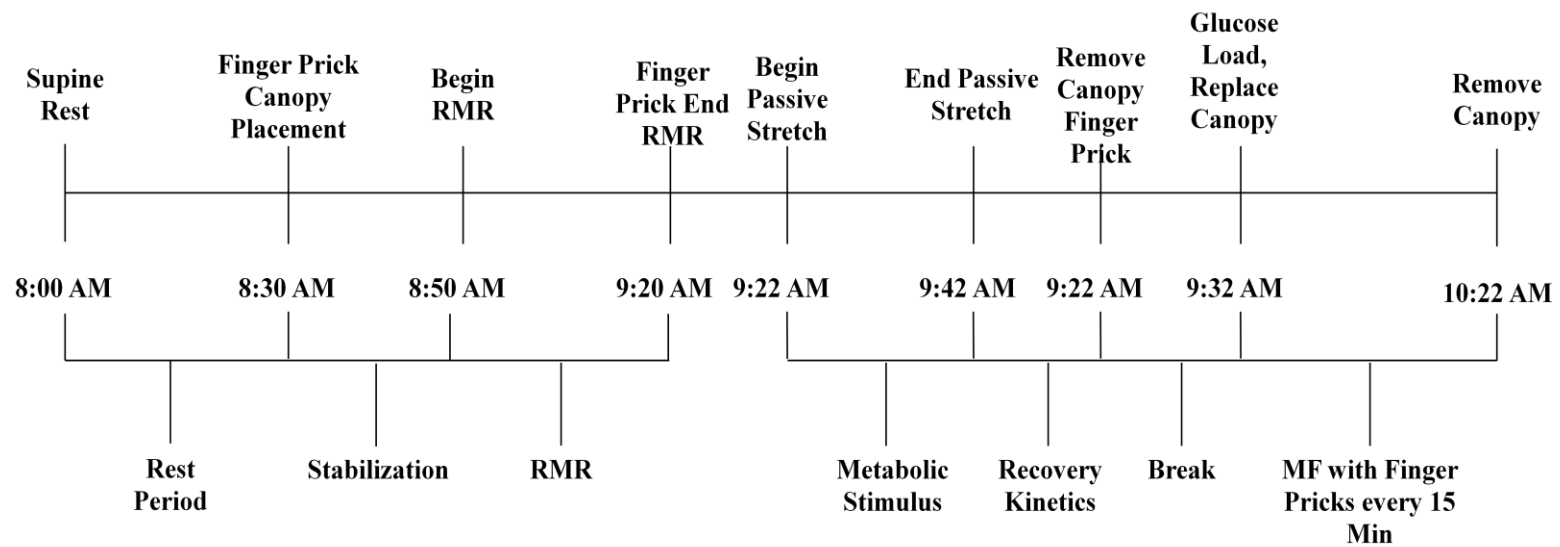 Supine
Rest
Finger Prick
Canopy
Placement
Begin
RMR
Finger
Prick End
RMR
Begin
Passive
Stretch
End Passive
Stretch
Remove
Canopy
Finger
Prick
Glucose
Load,
Replace
Canopy
Remove
Canopy
8:00 AM
8:30 AM
8:50 AM
9:20 AM
9:22 AM
9:42 AM
9:22 AM
9:32 AM
10:22 AM
Rest
Period
Stabilization
RMR
Metabolic
Stimulus
Recovery
Kinetics
Break
MF with Finger
Pricks every 15
Min